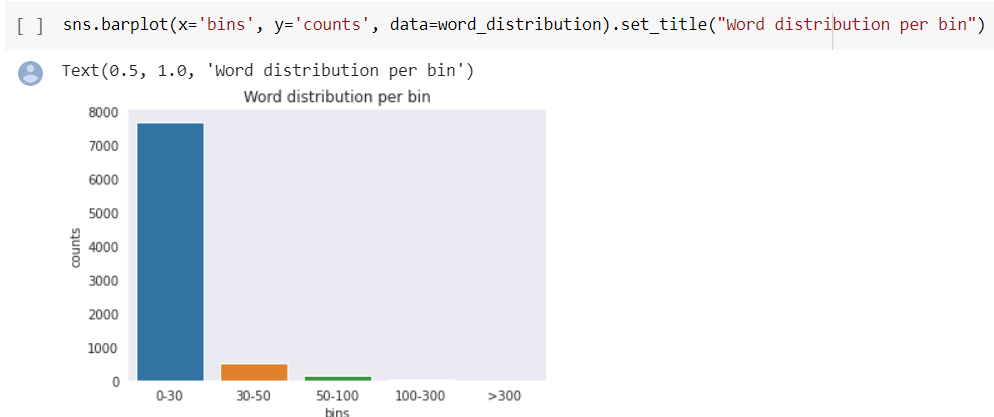 [ ] sns.barplot(x='bins', y='counts', data=word_distribution).set_title("Word distribution per bin")
Text(0.5, 1.0, 'Word distribution per bin')
Word distribution per bin
8000
7000
6000
5000
4000
3000
2000
1000
0
counts
0-30 30-50 50-100 100-300 >300
bins